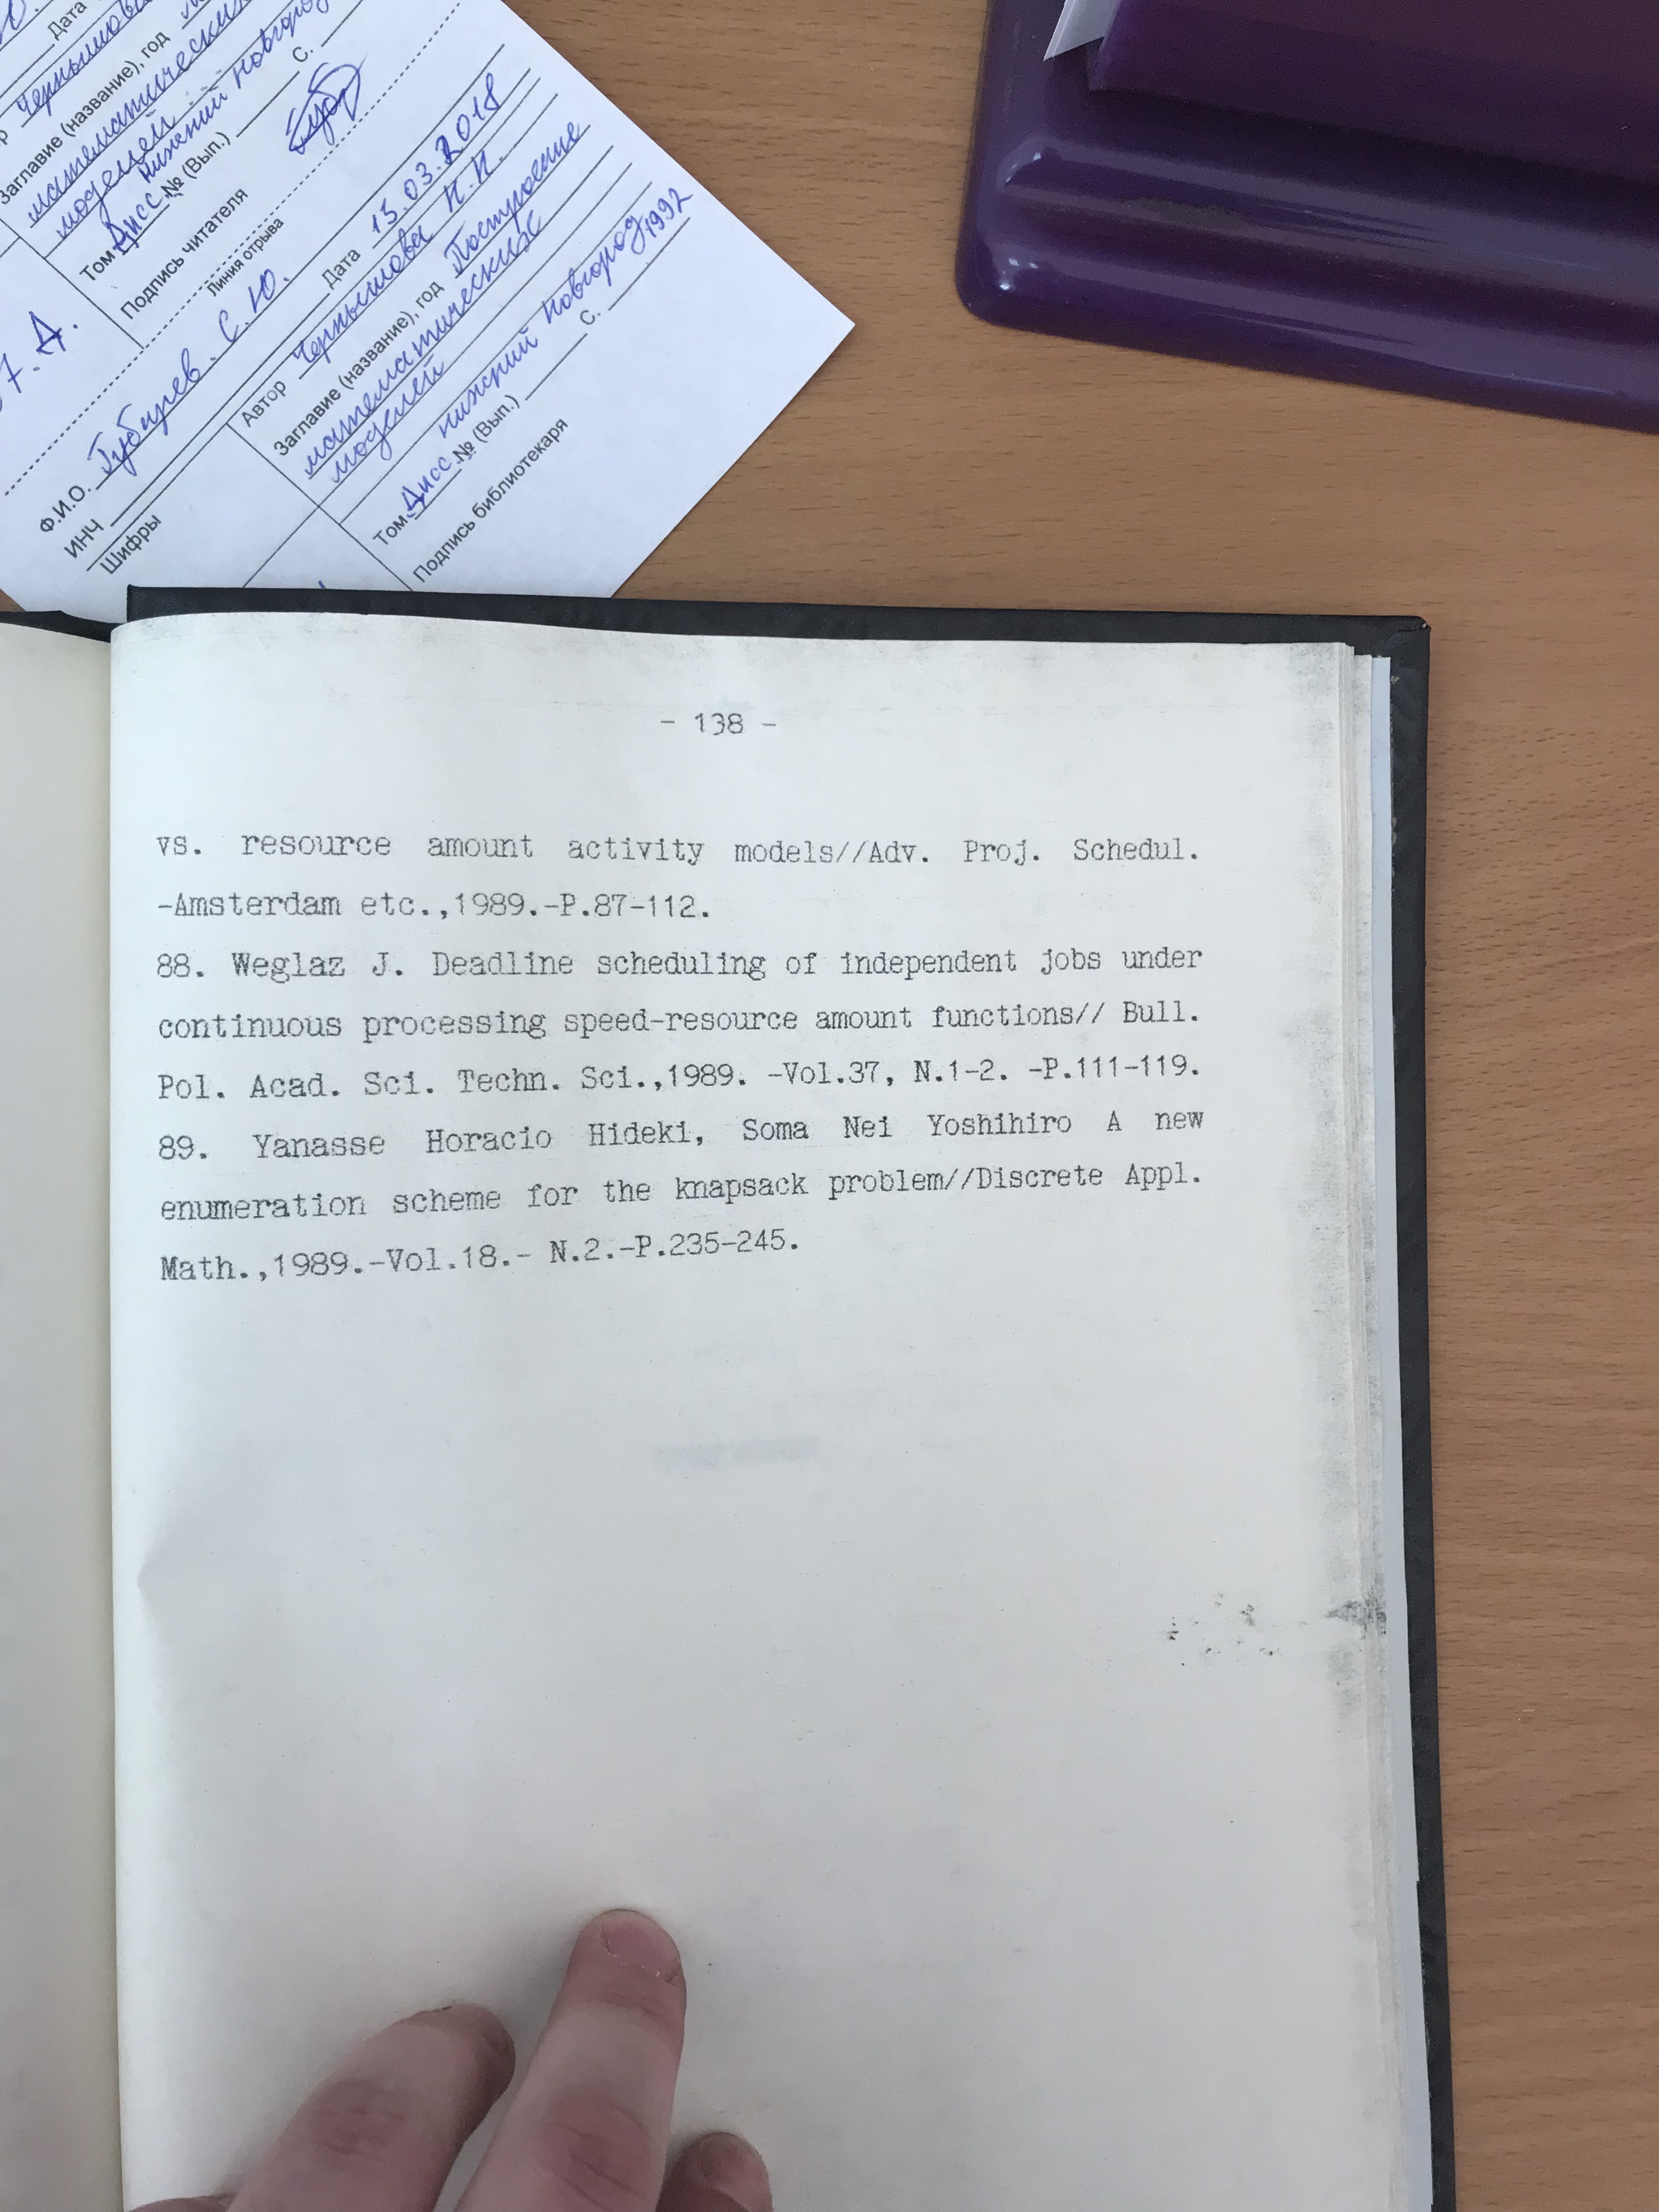 Дата
Заглавие (название), год
математических
моделей
Нижний Новгород
Том Дисс № (Вып.) С.
Подпись читателя
Линия отрыва
Ф.И.О. Губарев С.Ю.
ИНЧ Дата 15.03.2018
Шифры
Автор Чернышова Н.Н.
Заглавие (название), год Построение
математических
моделей
Нижний Новгород, 1992
Том Дисс № (Вып.) С.
Подпись библиотекаря
- 138 -
vs. resource amount activity models//Adv. Proj. Schedul.
-Amsterdam etc.,1989.-P.87-112.
88. Weglaz J. Deadline scheduling of independent jobs under
continuous processing speed-resource amount functions// Bull.
Pol. Acad. Sci. Techn. Sci.,1989. -Vol.37, N.1-2. -P.111-119.
89. Yanasse Horacio Hideki, Soma Nei Yoshihiro A new
enumeration scheme for the knapsack problem//Discrete Appl.
Math.,1989.-Vol.18.- N.2.-P.235-245.